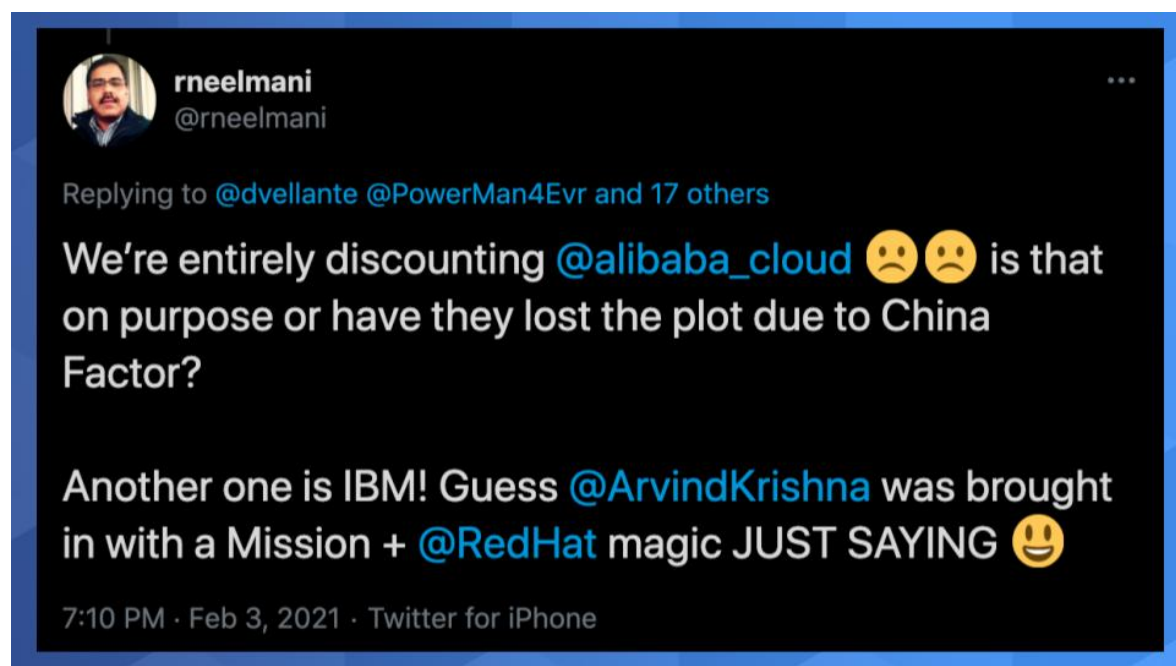 rneelmani
@rneelmani
Replying to @dvellante @PowerMan4Evr and 17 others
We’re entirely discounting @alibaba_cloud 🙁🙁 is that
on purpose or have they lost the plot due to China
Factor?
Another one is IBM! Guess @ArvindKrishna was brought
in with a Mission + @RedHat magic JUST SAYING 😃
7:10 PM · Feb 3, 2021 · Twitter for iPhone